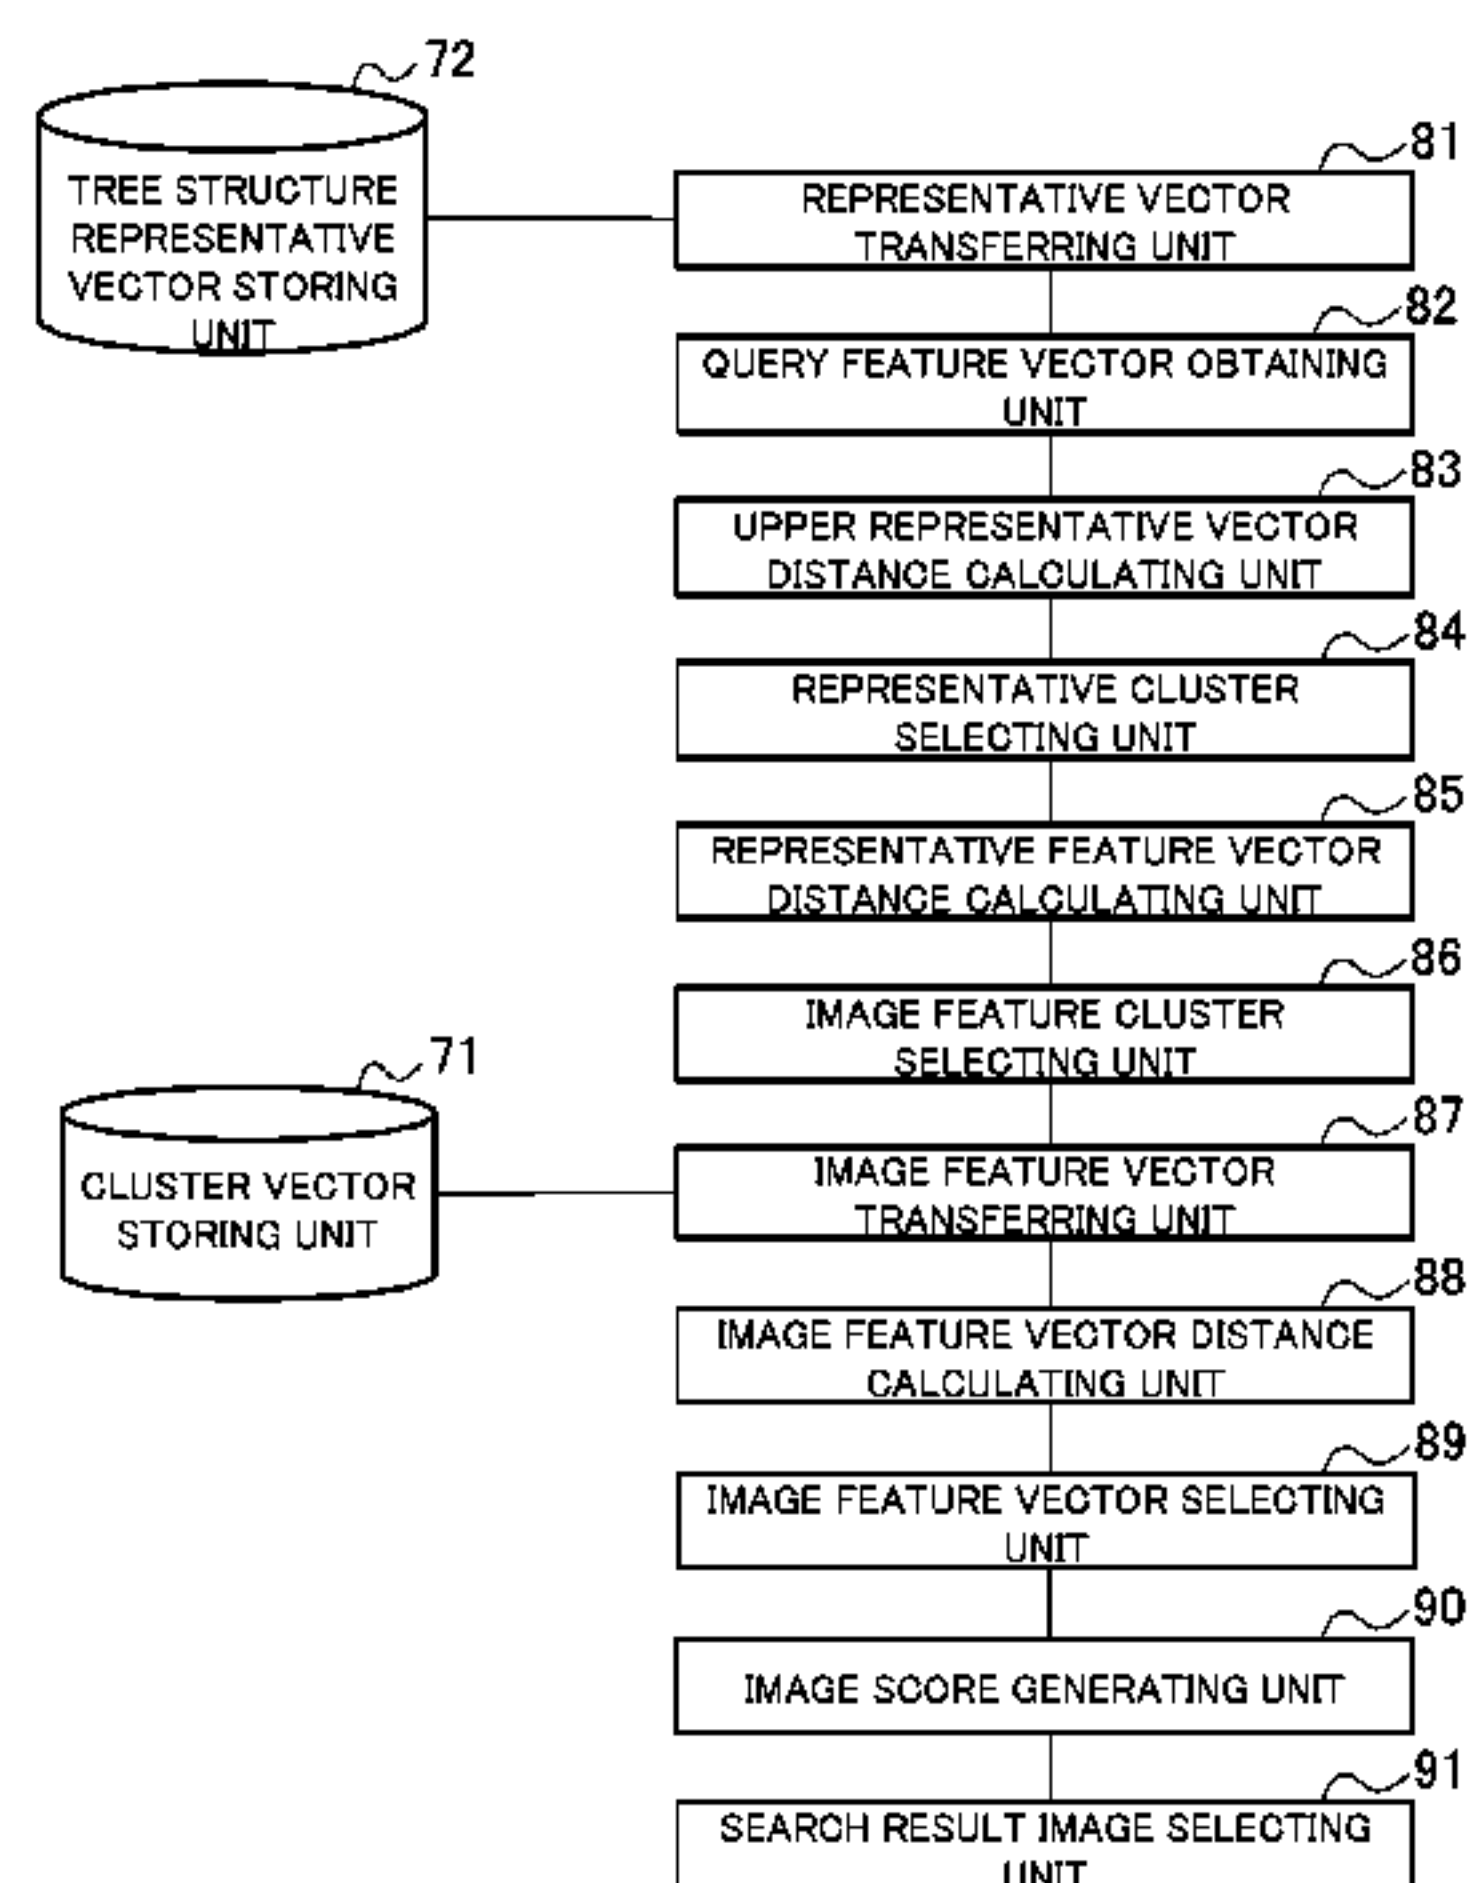 72
TREE STRUCTURE
REPRESENTATIVE
VECTOR STORING
UNIT
81
REPRESENTATIVE VECTOR
TRANSFERRING UNIT
82
QUERY FEATURE VECTOR OBTAINING
UNIT
83
UPPER REPRESENTATIVE VECTOR
DISTANCE CALCULATING UNIT
84
REPRESENTATIVE CLUSTER
SELECTING UNIT
85
REPRESENTATIVE FEATURE VECTOR
DISTANCE CALCULATING UNIT
86
IMAGE FEATURE CLUSTER
SELECTING UNIT
71
CLUSTER VECTOR
STORING UNIT
87
IMAGE FEATURE VECTOR
TRANSFERRING UNIT
88
IMAGE FEATURE VECTOR DISTANCE
CALCULATING UNIT
89
IMAGE FEATURE VECTOR SELECTING
UNIT
90
IMAGE SCORE GENERATING UNIT
91
SEARCH RESULT IMAGE SELECTING
UNIT